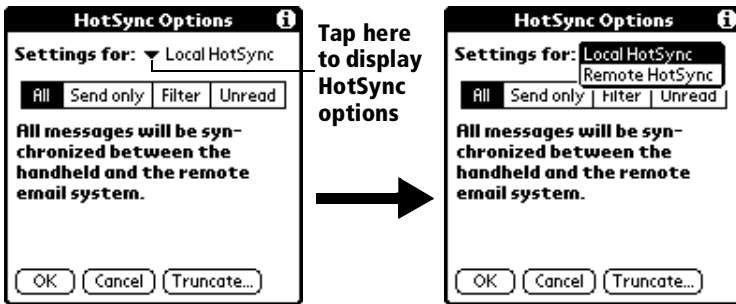 HotSync Options i
Settings for: Local HotSync
All Send only Filter Unread
All messages will be syn-
chronized between the
handheld and the remote
email system.
OK Cancel Truncate...
Tap here
to display
HotSync
options
HotSync Options i
Settings for: Local HotSync
Remote HotSync
All Send only Filter Unread
All messages will be syn-
chronized between the
handheld and the remote
email system.
OK Cancel Truncate...